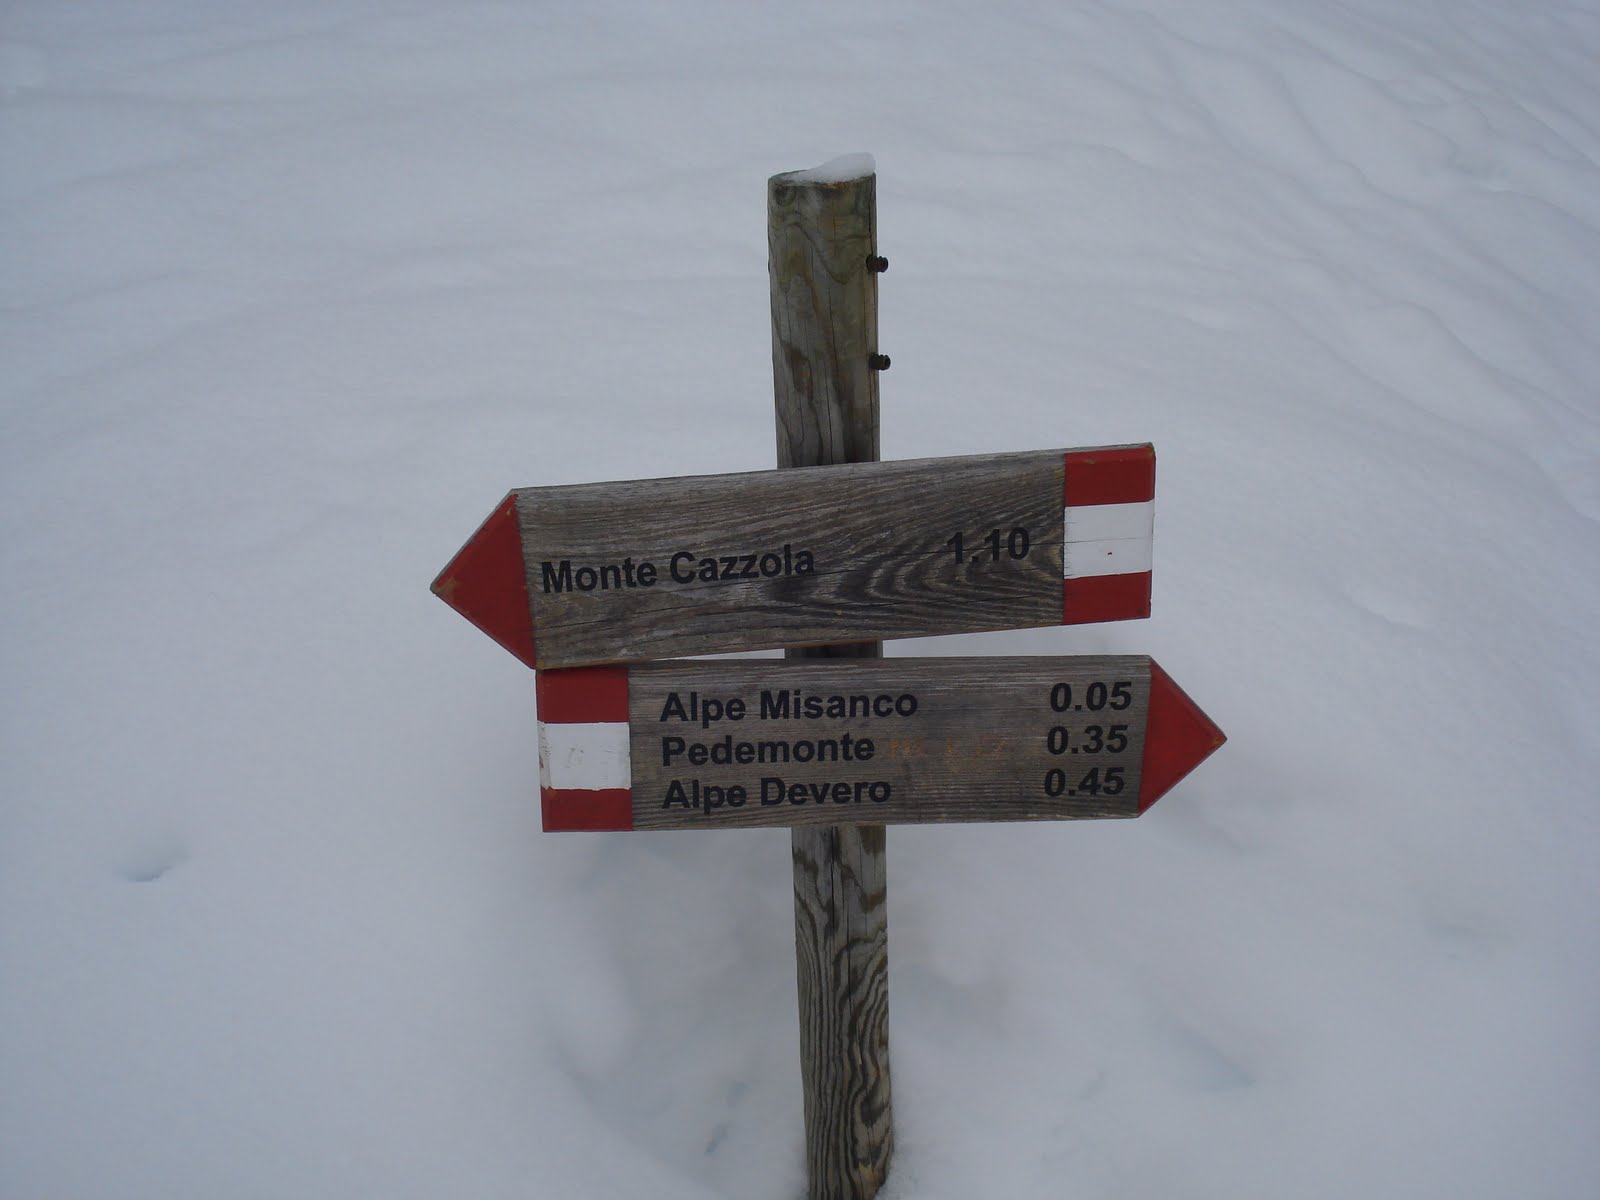 Monte Cazzola 1.10
Alpe Misanco 0.05
Pedemonte 0.35
Alpe Devero 0.45